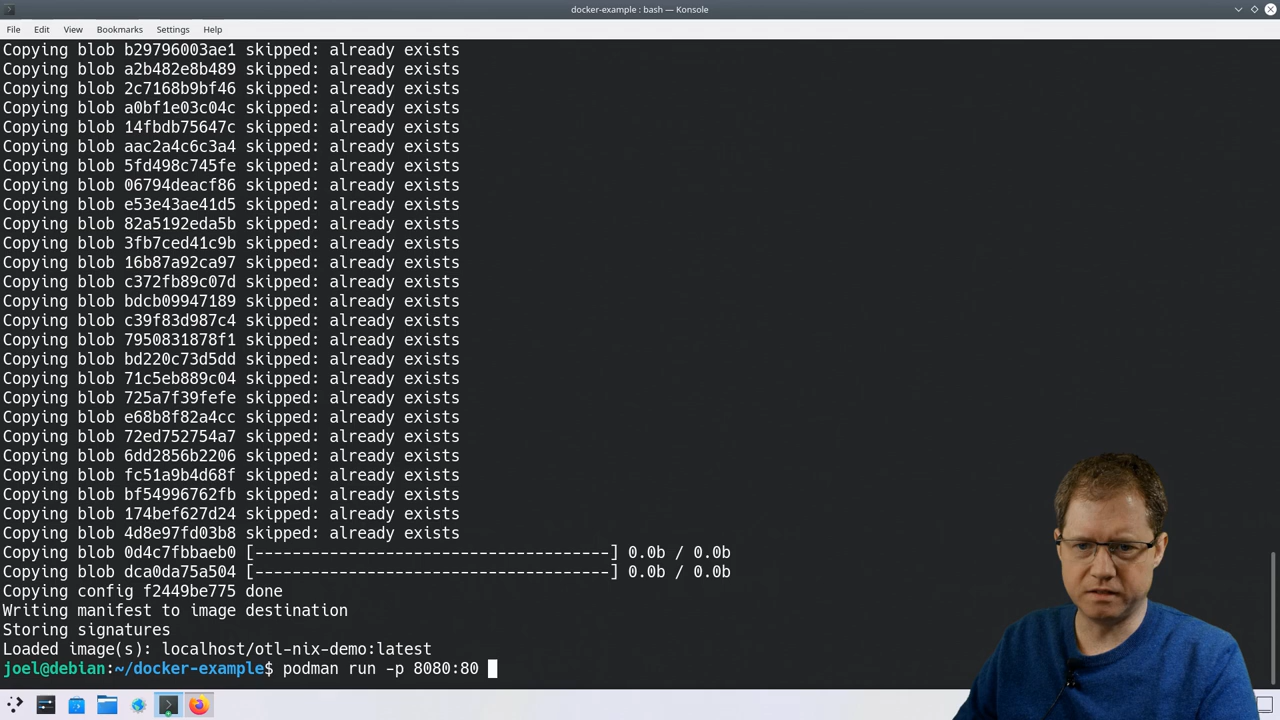 docker-example : bash — Konsole
File Edit View Bookmarks Settings Help
Copying blob b29796003ae1 skipped: already exists
Copying blob a2b482e8b489 skipped: already exists
Copying blob 2c7168b9bf46 skipped: already exists
Copying blob a0bf1e03c04c skipped: already exists
Copying blob 14fbdb75647c skipped: already exists
Copying blob aac2a4c6c3a4 skipped: already exists
Copying blob 5fd498c745fe skipped: already exists
Copying blob 06794deacf86 skipped: already exists
Copying blob e53e43ae41d5 skipped: already exists
Copying blob 82a5192eda5b skipped: already exists
Copying blob 3fb7ced41c9b skipped: already exists
Copying blob 16b87a92ca97 skipped: already exists
Copying blob c372fb89c07d skipped: already exists
Copying blob bdcb09947189 skipped: already exists
Copying blob c39f83d987c4 skipped: already exists
Copying blob 7950831878f1 skipped: already exists
Copying blob bd220c73d5dd skipped: already exists
Copying blob 71c5eb889c04 skipped: already exists
Copying blob 725a7f39fefe skipped: already exists
Copying blob e68b8f82a4cc skipped: already exists
Copying blob 72ed752754a7 skipped: already exists
Copying blob 6dd2856b2206 skipped: already exists
Copying blob fc51a9b4d68f skipped: already exists
Copying blob bf54996762fb skipped: already exists
Copying blob 174bef627d24 skipped: already exists
Copying blob 4d8e97fd03b8 skipped: already exists
Copying blob 0d4c7fbbaeb0 [--------------------------------------] 0.0b / 0.0b
Copying blob dca0da75a504 [--------------------------------------] 0.0b / 0.0b
Copying config f2449be775 done
Writing manifest to image destination
Storing signatures
Loaded image(s): localhost/otl-nix-demo:latest
joel@debian:~/docker-example$ podman run -p 8080:80